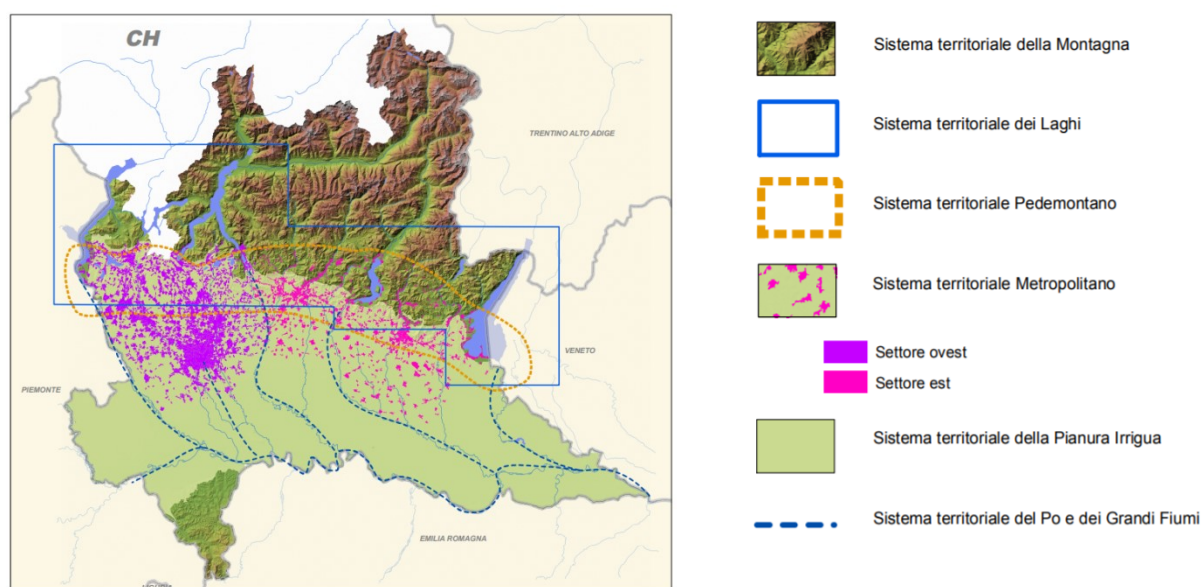 CH
TRENTINO ALTO ADIGE
VENETO
PIEMONTE
EMILIA ROMAGNA
Sistema territoriale della Montagna
Sistema territoriale dei Laghi
Sistema territoriale Pedemontano
Sistema territoriale Metropolitano
Settore ovest
Settore est
Sistema territoriale della Pianura Irrigua
Sistema territoriale del Po e dei Grandi Fiumi